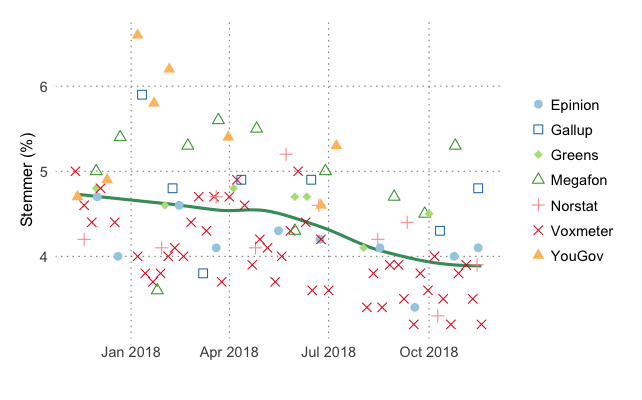 Stemmer (%)
6
5
4
Jan 2018 Apr 2018 Jul 2018 Oct 2018
Epinion
Gallup
Greens
Megafon
Norstat
Voxmeter
YouGov